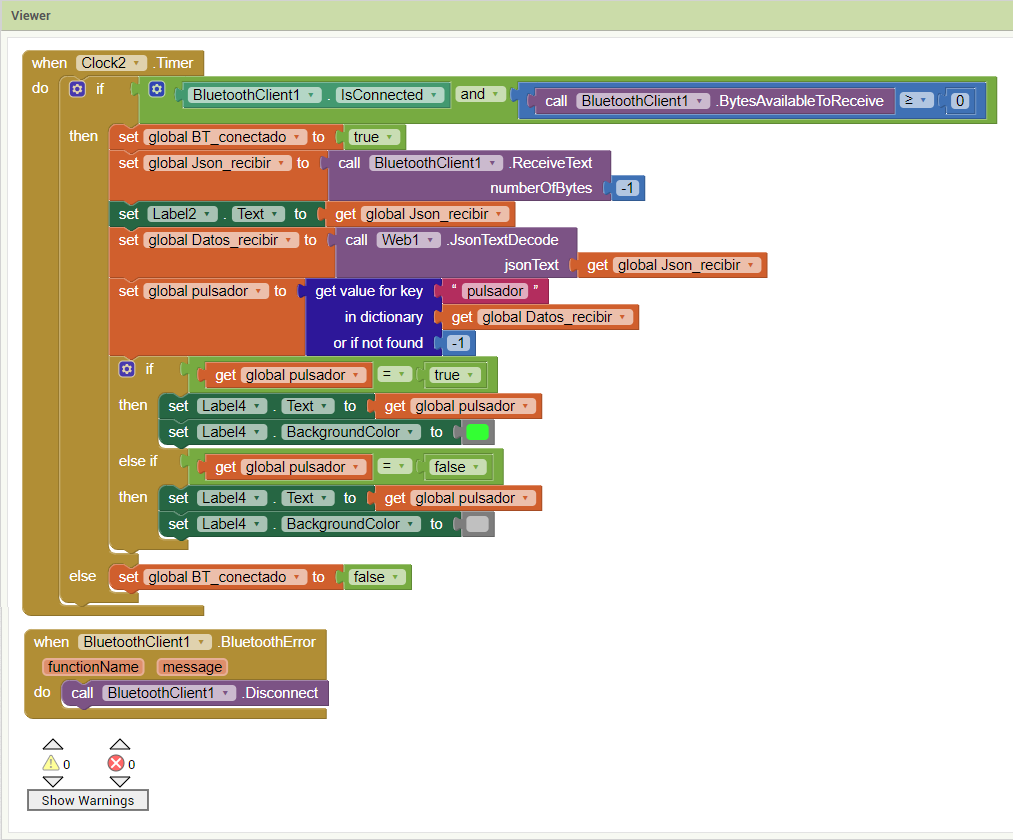 Viewer
when Clock2 .Timer
do if BluetoothClient1 . IsConnected and call BluetoothClient1 .BytesAvailableToReceive ≥ 0
then set global BT_conectado to true
set global Json_recibir to call BluetoothClient1 .ReceiveText
numberOfBytes -1
set Label2 . Text to get global Json_recibir
set global Datos_recibir to call Web1 .JsonTextDecode
jsonText get global Json_recibir
set global pulsador to get value for key “ pulsador ”
in dictionary get global Datos_recibir
or if not found -1
if get global pulsador = true
then set Label4 . Text to get global pulsador
set Label4 . BackgroundColor to
else if get global pulsador = false
then set Label4 . Text to get global pulsador
set Label4 . BackgroundColor to
else set global BT_conectado to false
when BluetoothClient1 .BluetoothError
functionName message
do call BluetoothClient1 .Disconnect
0 0
Show Warnings